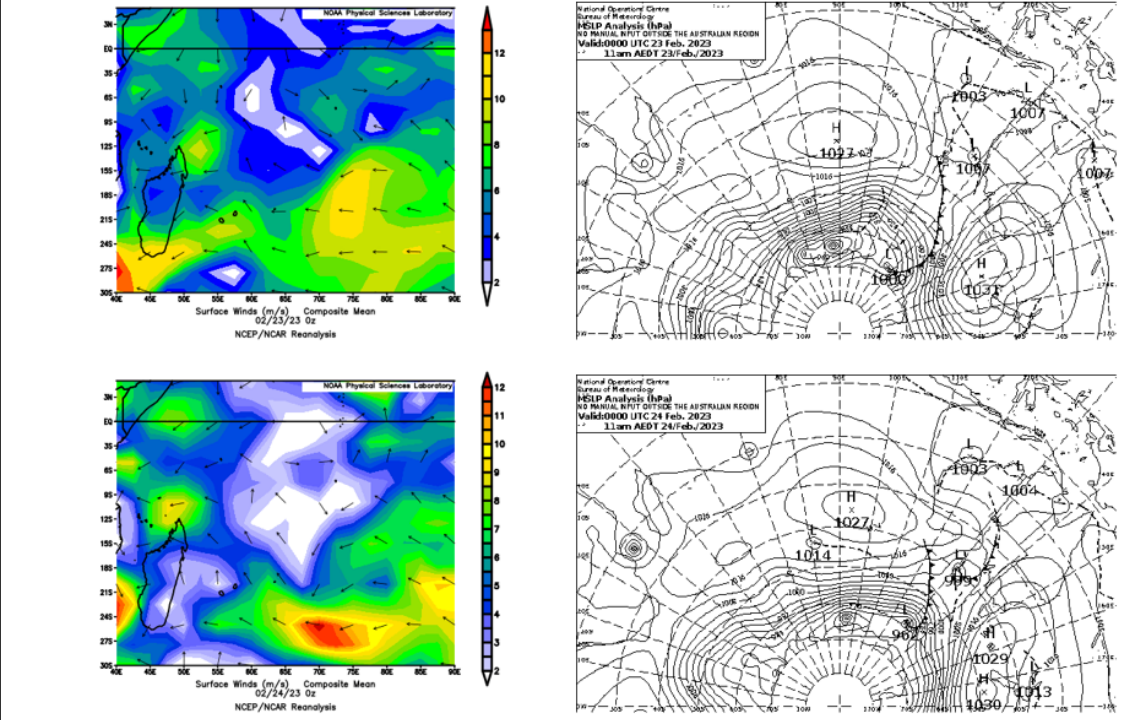 NOAA Physical Sciences Laboratory
3N
EQ
3S
6S
9S
12S
15S
18S
21S
24S
27S
30S
40E 45E 50E 55E 60E 65E 70E 75E 80E 85E 90E
12
10
8
6
4
2
Surface Winds (m/s) Composite Mean
02/23/23 0z
NCEP/NCAR Reanalysis
National Operations Centre
Bureau of Meteorology
MSLP Analysis (hPa)
NO MANUAL INPUT OUTSIDE THE AUSTRALIAN REGION
Valid:0000 UTC 23 Feb. 2023
11am AEDT 23/Feb./2023
L
1003
L
1007
H
1027
1007
1007
1016
1000
H
1031
NOAA Physical Sciences Laboratory
3N
EQ
3S
6S
9S
12S
15S
18S
21S
24S
27S
30S
40E 45E 50E 55E 60E 65E 70E 75E 80E 85E 90E
12
11
10
9
8
7
6
5
4
3
2
Surface Winds (m/s) Composite Mean
02/24/23 0z
NCEP/NCAR Reanalysis
National Operations Centre
Bureau of Meteorology
MSLP Analysis (hPa)
NO MANUAL INPUT OUTSIDE THE AUSTRALIAN REGION
Valid:0000 UTC 24 Feb. 2023
11am AEDT 24/Feb./2023
L
1003
1004
H
1027
L
1014
H
1029
H
1030
1013